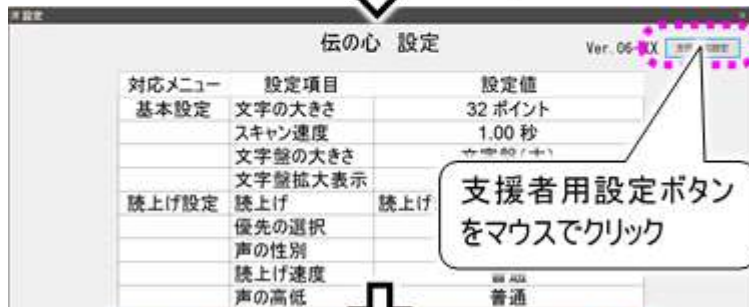 伝の心 設定
対応メニュー 設定項目 設定値
基本設定 文字の大きさ 32 ポイント
スキャン速度 1.00 秒
文字盤の大きさ
文字盤拡大表示
読上げ設定 読上げ 読上げ
優先の選択
声の性別
読上げ速度
声の高低 普通
支援者用設定ボタン
をマウスでクリック